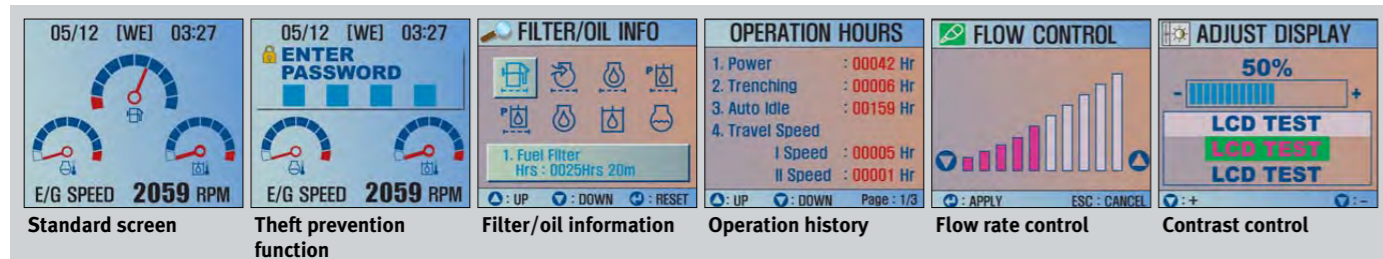 05/12 [WE] 03:27
E/G SPEED 2059 RPM
Standard screen
05/12 [WE] 03:27
ENTER
PASSWORD
E/G SPEED 2059 RPM
Theft prevention
function
FILTER/OIL INFO
P
P
1. Fuel Filter
Hrs : 0025Hrs 20m
: UP : DOWN : RESET
Filter/oil information
OPERATION HOURS
1. Power : 00042 Hr
2. Trenching : 00006 Hr
3. Auto Idle : 00159 Hr
4. Travel Speed
I Speed : 00005 Hr
II Speed : 00001 Hr
: UP : DOWN Page : 1/3
Operation history
FLOW CONTROL
: APPLY ESC : CANCEL
Flow rate control
ADJUST DISPLAY
50%
- +
LCD TEST
LCD TEST
LCD TEST
: + : -
Contrast control